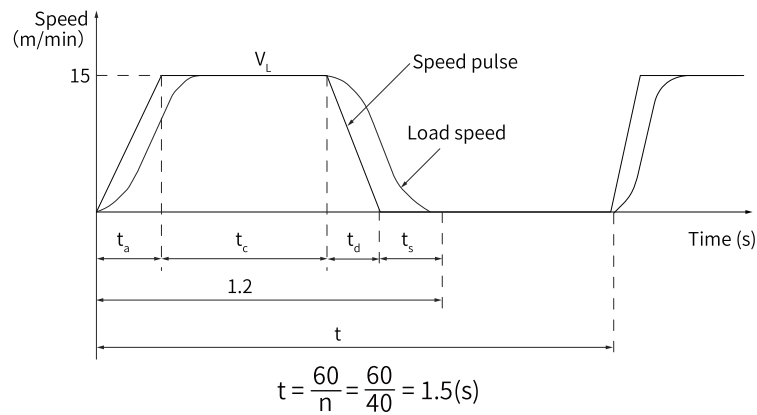 Speed
(m/min)
15
V_L
Speed pulse
Load speed
t_a
t_c
t_d
t_s
Time (s)
1.2
t
t = 60/n = 60/40 = 1.5(s)